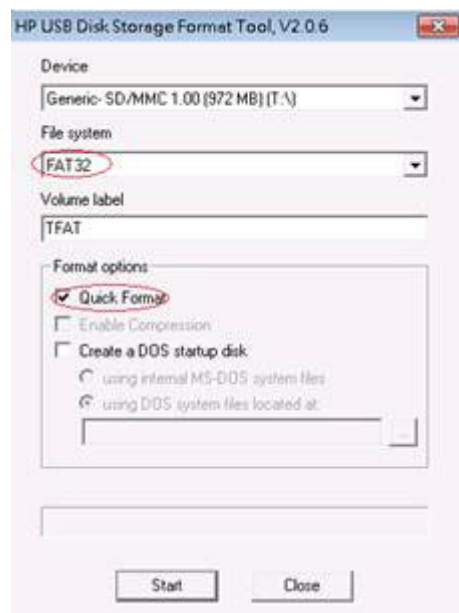 HP USB Disk Storage Format Tool, V2.0.6
Device
Generic- SD/MMC 1.00 (972 MB) (T:\)
File system
FAT32
Volume label
TFAT
Format options
Quick Format
Enable Compression
Create a DOS startup disk
using internal MS-DOS system files
using DOS system files located at:
...
Start
Close